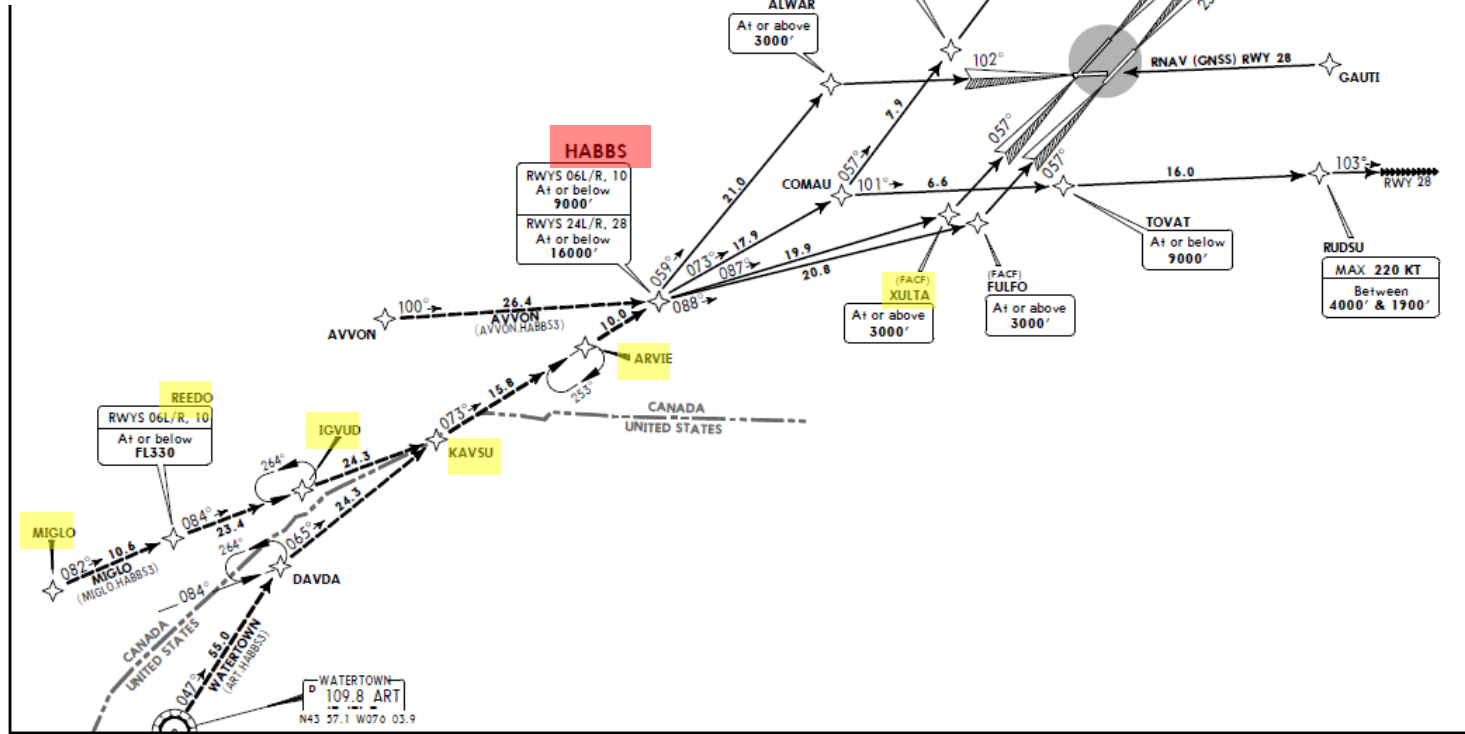 ALWAR
At or above
3000'
102°
RNAV (GNSS) RWY 28
GAUTI
7.9
057°
057°
057°
HABBS
RWYS 06L/R, 10
At or below
9000'
RWYS 24L/R, 28
At or below
16000'
21.0
COMAU
101°
6.6
16.0
103°
RWY 28
TOVAT
At or below
9000'
RUDSU
MAX 220 KT
Between
4000' & 1900'
059°
073°
17.9
087°
19.9
20.8
088°
(FACF)
XULTA
At or above
3000'
(FACF)
FULFO
At or above
3000'
100°
26.4
AVVON
AVVON
(AVVON.HABBS3)
10.0
ARVIE
253°
15.8
073°
CANADA
UNITED STATES
REEDO
RWYS 06L/R, 10
At or below
FL330
IGVUD
264°
24.3
KAVSU
24.3
MIGLO
084°
23.4
082°
10.6
MIGLO
(MIGLO.HABBS3)
264°
065°
DAVDA
084°
CANADA
UNITED STATES
55.0
047°
WATERTOWN
(ART.HABBS3)
WATERTOWN
D 109.8 ART
N43 57.1 W076 03.9